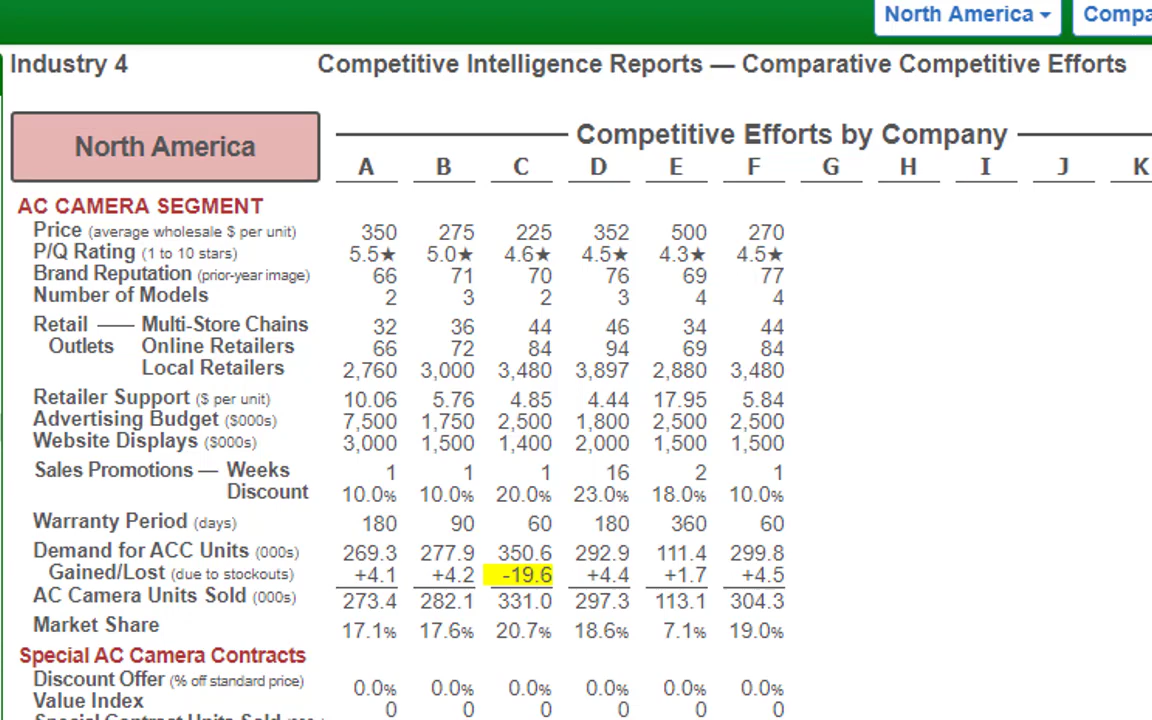 North America
Compa
Industry 4
Competitive Intelligence Reports — Comparative Competitive Efforts
North America
Competitive Efforts by Company
A B C D E F G H I J K
AC CAMERA SEGMENT
Price (average wholesale $ per unit) 350 275 225 352 500 270
P/Q Rating (1 to 10 stars) 5.5★ 5.0★ 4.6★ 4.5★ 4.3★ 4.5★
Brand Reputation (prior-year image) 66 71 70 76 69 77
Number of Models 2 3 2 3 4 4
Retail — Multi-Store Chains 32 36 44 46 34 44
Outlets Online Retailers 66 72 84 94 69 84
Local Retailers 2,760 3,000 3,480 3,897 2,880 3,480
Retailer Support ($ per unit) 10.06 5.76 4.85 4.44 17.95 5.84
Advertising Budget ($000s) 7,500 1,750 2,500 1,800 2,500 2,500
Website Displays ($000s) 3,000 1,500 1,400 2,000 1,500 1,500
Sales Promotions — Weeks 1 1 1 16 2 1
Discount 10.0% 10.0% 20.0% 23.0% 18.0% 10.0%
Warranty Period (days) 180 90 60 180 360 60
Demand for ACC Units (000s) 269.3 277.9 350.6 292.9 111.4 299.8
Gained/Lost (due to stockouts) +4.1 +4.2 -19.6 +4.4 +1.7 +4.5
AC Camera Units Sold (000s) 273.4 282.1 331.0 297.3 113.1 304.3
Market Share 17.1% 17.6% 20.7% 18.6% 7.1% 19.0%
Special AC Camera Contracts
Discount Offer (% off standard price) 0.0% 0.0% 0.0% 0.0% 0.0% 0.0%
Value Index 0 0 0 0 0 0
Special Contract Units Sold